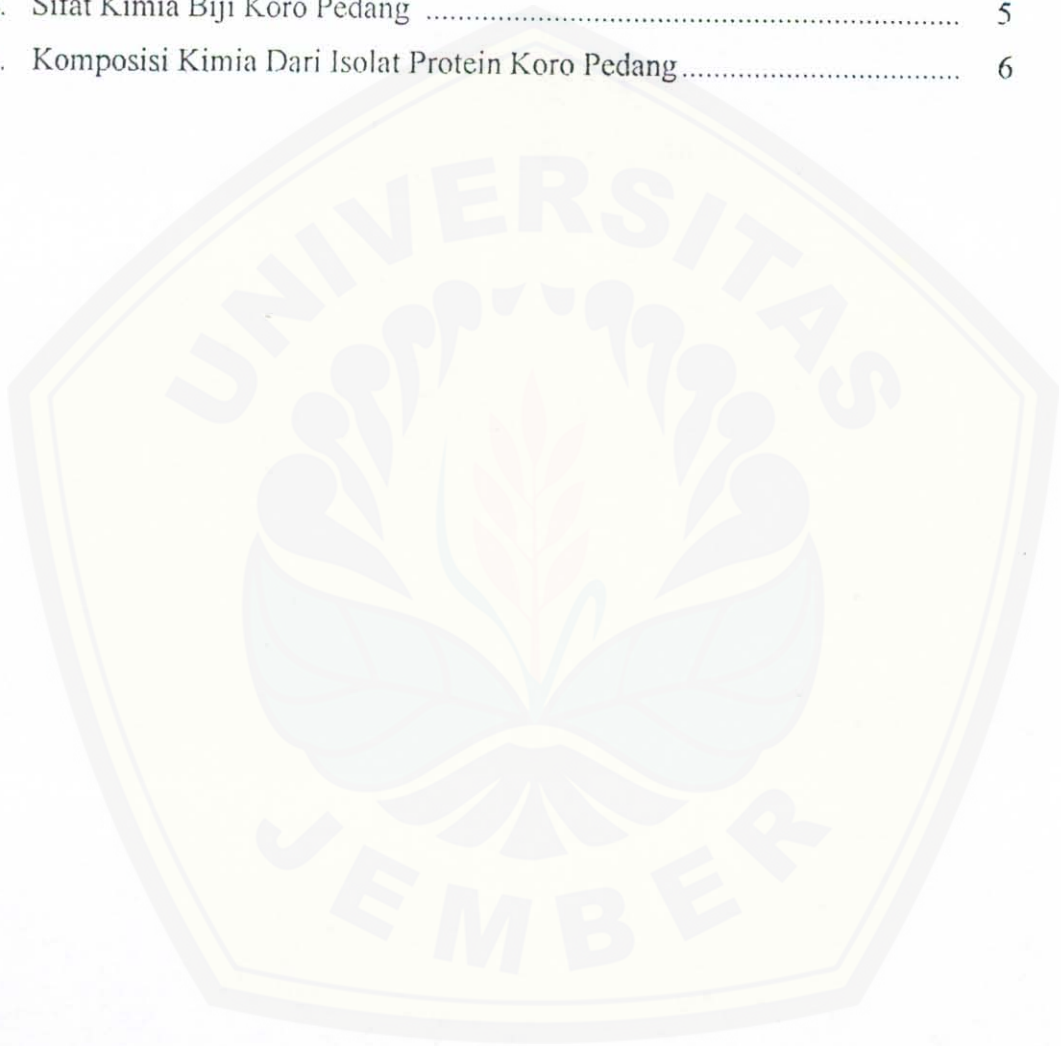 . Sifat Kimia Biji Koro Pedang ........................................................................ 5
. Komposisi Kimia Dari Isolat Protein Koro Pedang.................................... 6
UNIVERSITAS
JEMBER